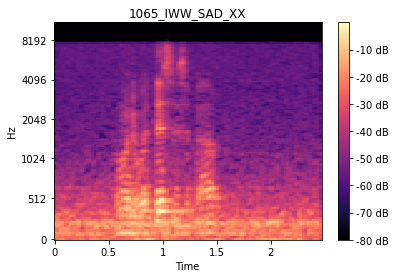 1065_IWW_SAD_XX
8192
4096
2048
1024
512
0
Hz
0
0.5
1
1.5
2
Time
-10 dB
-20 dB
-30 dB
-40 dB
-50 dB
-60 dB
-70 dB
-80 dB